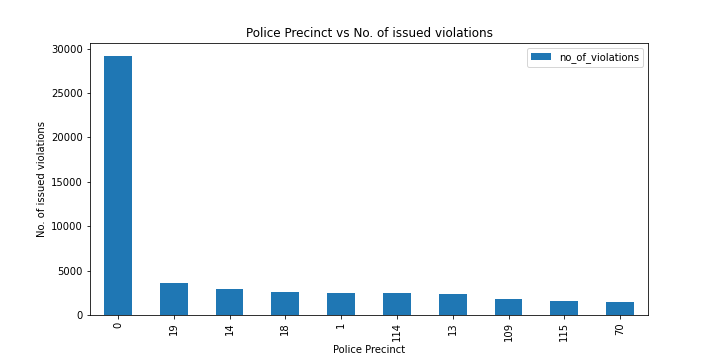 Police Precinct vs No. of issued violations
no_of_violations
No. of issued violations
30000
25000
20000
15000
10000
5000
0
0 19 14 18 1 114 13 109 115 70
Police Precinct